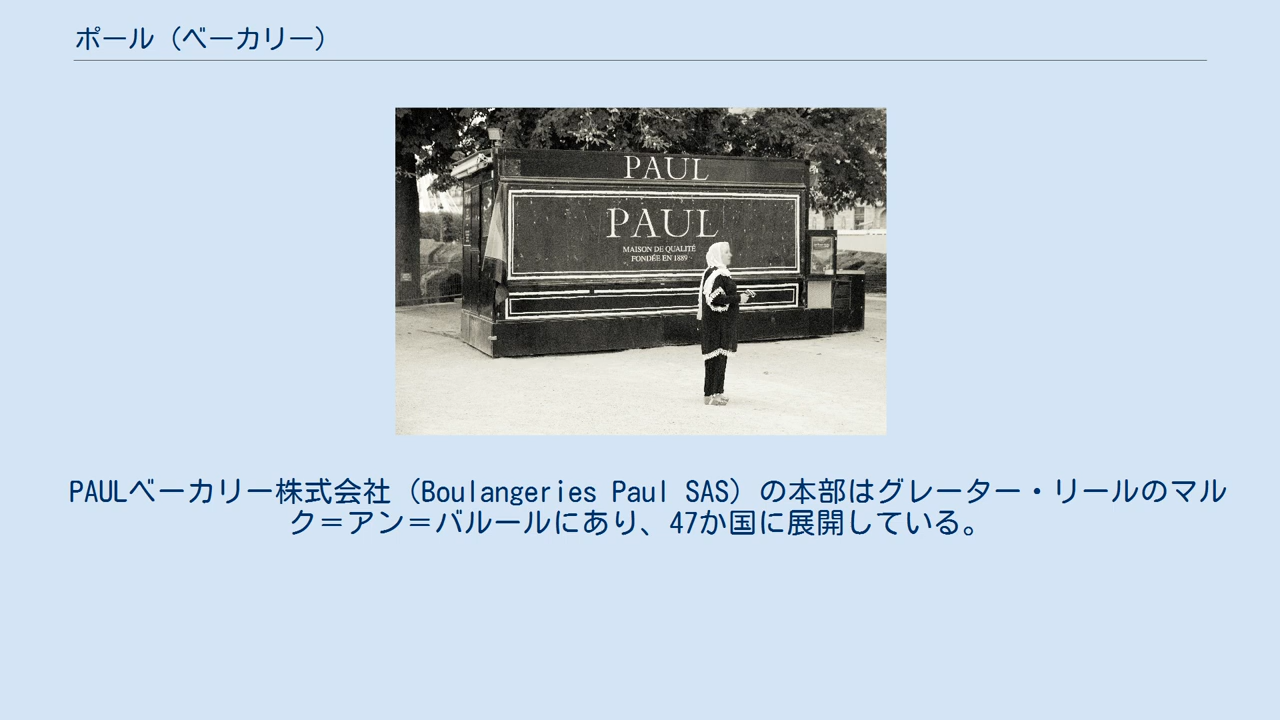 ポール（ベーカリー）
PAUL
PAUL
MAISON DE QUALITÉ
FONDÉE EN 1889
PAULベーカリー株式会社（Boulangeries Paul SAS）の本部はグレーター・リールのマル
ク＝アン＝バルールにあり、47か国に展開している。